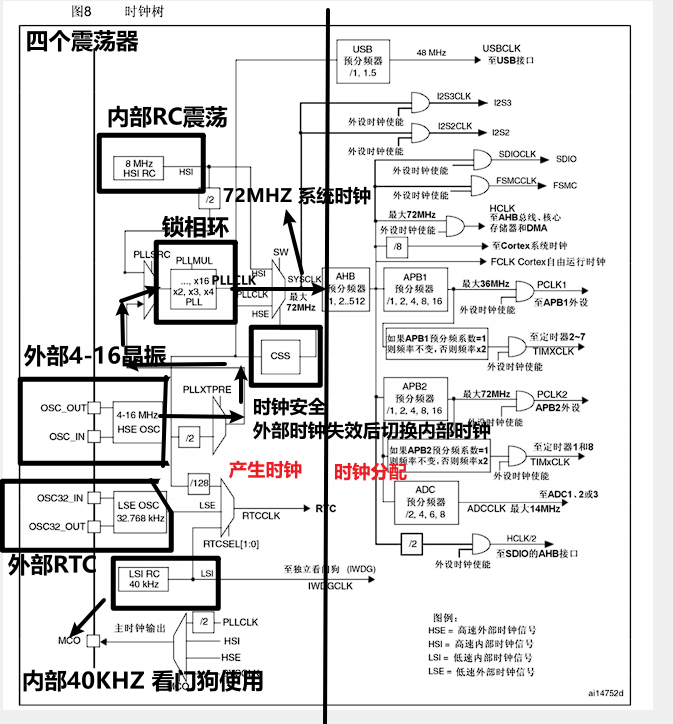 图8 时钟树
四个震荡器
USB
预分频器
/1, 1.5
48 MHz
USBCLK
至USB接口
I2S3CLK
I2S3
外设时钟使能
I2S2CLK
I2S2
外设时钟使能
内部RC震荡
8 MHz
HSI RC
HSI
/2
SDIOCLK
SDIO
外设时钟使能
FSMCCLK
FSMC
外设时钟使能
72MHZ 系统时钟
最大72MHz
外设时钟使能
HCLK
至AHB总线、核心
存储器和DMA
/8
至Cortex系统时钟
FCLK Cortex自由运行时钟
锁相环
PLLSRC
PLLMUL
..., x16
x2, x3, x4
PLL
PLLCLK
SW
HSI
PLLCLK
HSE
SYSCLK
最大
72MHz
AHB
预分频器
/1, 2..512
APB1
预分频器
/1, 2, 4, 8, 16
最大36MHz
外设时钟使能
PCLK1
至APB1外设
如果APB1预分频系数=1
则频率不变，否则频率x2
至定时器2~7
TIMXCLK
外设时钟使能
CSS
外部4-16晶振
PLLXTPRE
OSC_OUT
OSC_IN
4-16 MHz
HSE OSC
/2
时钟安全
外部时钟失效后切换内部时钟
APB2
预分频器
/1, 2, 4, 8, 16
最大72MHz
外设时钟使能
PCLK2
APB2外设
如果APB2预分频系数=1
则频率不变，否则频率x2
至定时器1和8
TIMxCLK
外设时钟使能
产生时钟
时钟分配
/128
OSC32_IN
OSC32_OUT
LSE OSC
32.768 kHz
LSE
RTCCLK
RTC
RTCSEL[1:0]
ADC
预分频器
/2, 4, 6, 8
至ADC1、2或3
ADCCLK 最大14MHz
/2
HCLK/2
至SDIO的AHB接口
外设时钟使能
外部RTC
LSI RC
40 kHz
LSI
至独立看门狗 (IWDG)
IWDGCLK
MCO
主时钟输出
/2
PLLCLK
HSI
HSE
内部40KHZ 看门狗使用
图例：
HSE = 高速外部时钟信号
HSI = 高速内部时钟信号
LSI = 低速内部时钟信号
LSE = 低速外部时钟信号
ai14752d